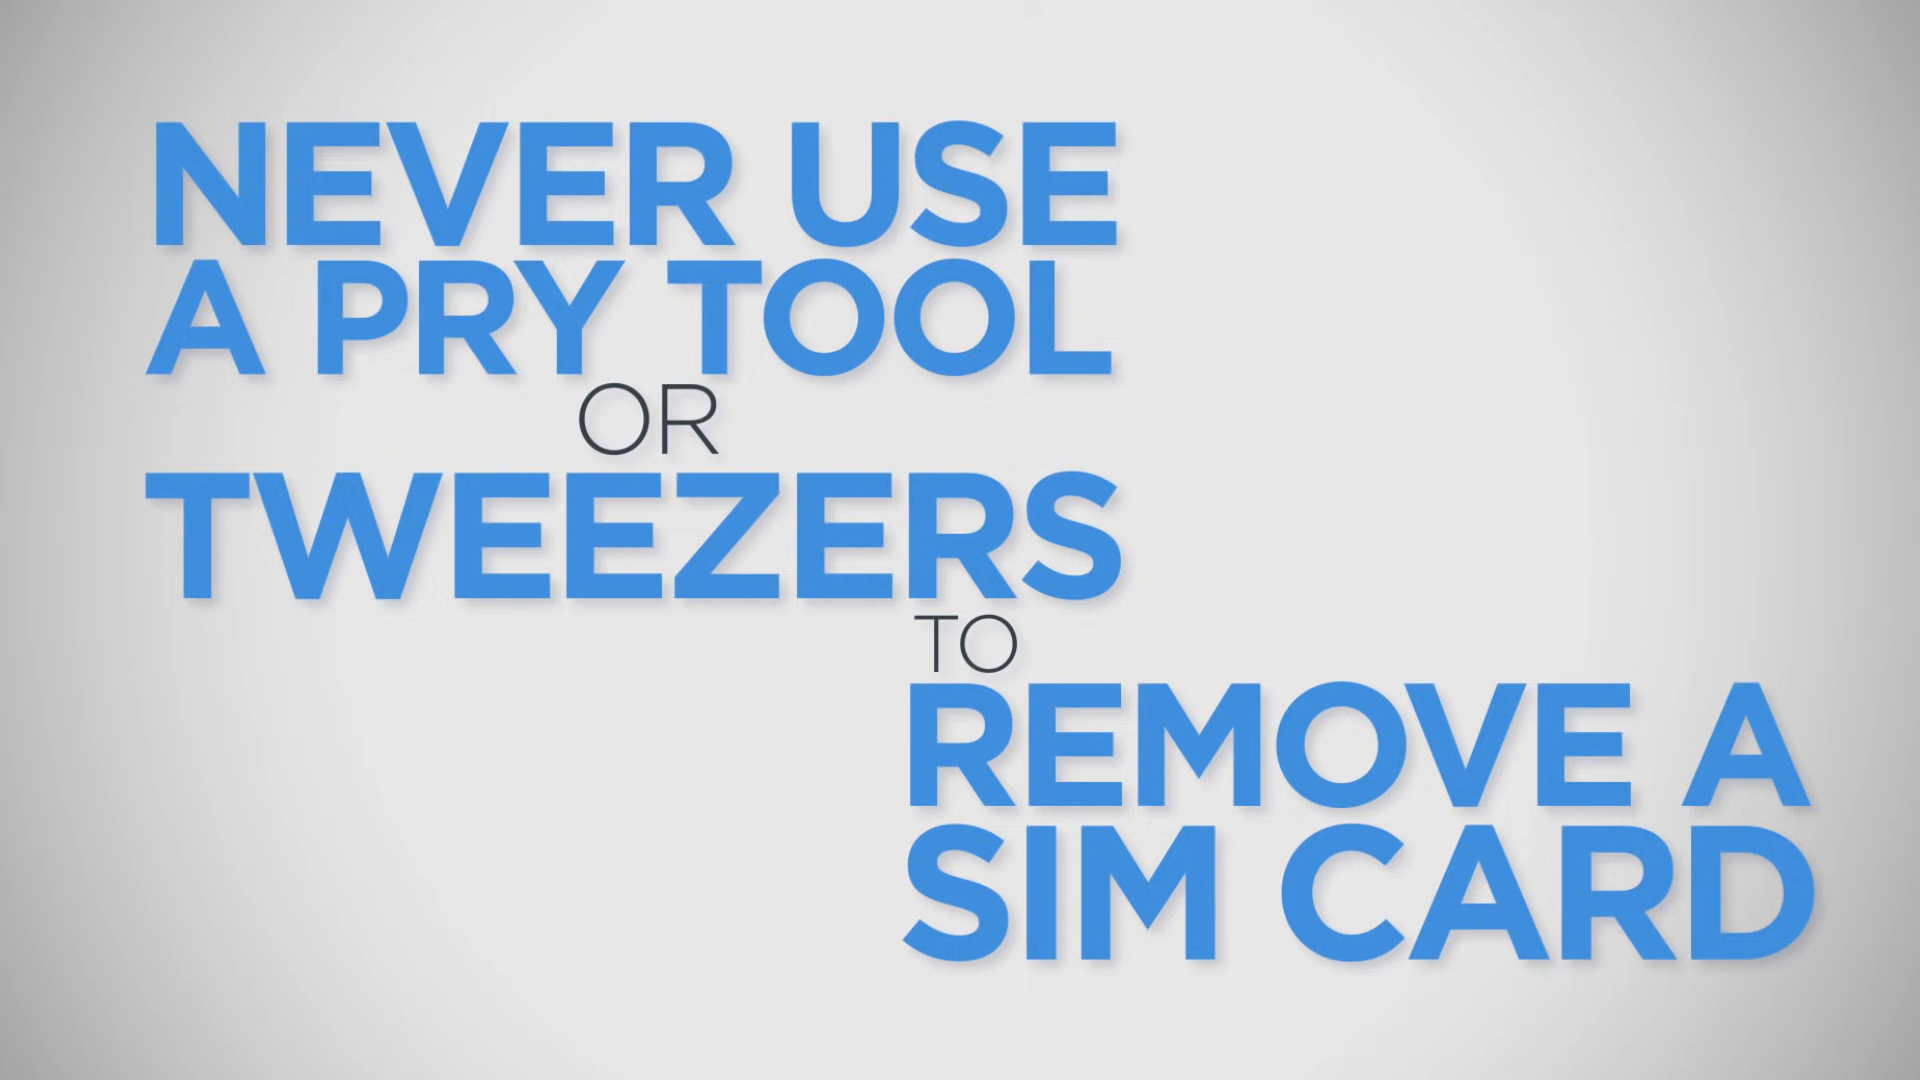 NEVER USE
A PRY TOOL
OR
TWEEZERS
TO
REMOVE A
SIM CARD